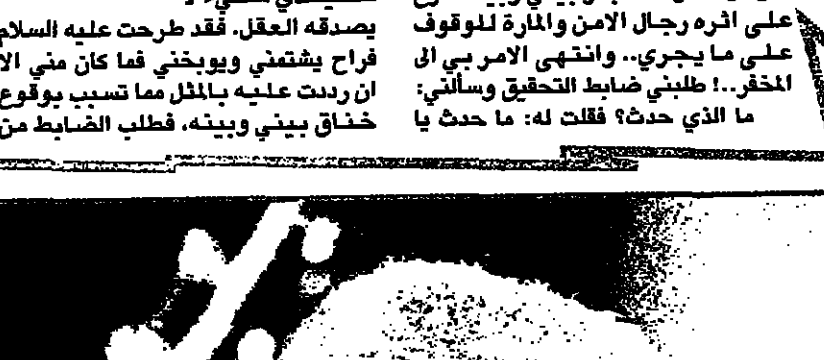 على اثره رجال الامن والمارة للوقوف
على ما يجري.. وانتهى الامر بي الى
المخفر..! طلبني ضابط التحقيق وسألني:
ما الذي حدث؟ فقلت له: ما حدث يا
يصدقه العقل. فقد طرحت عليه السلام
فراح يشتمني ويوبخني فما كان مني الا
ان رددت عليه بالمثل مما تسبب بوقوع
خناق بيني وبينه، فطلب الضابط من